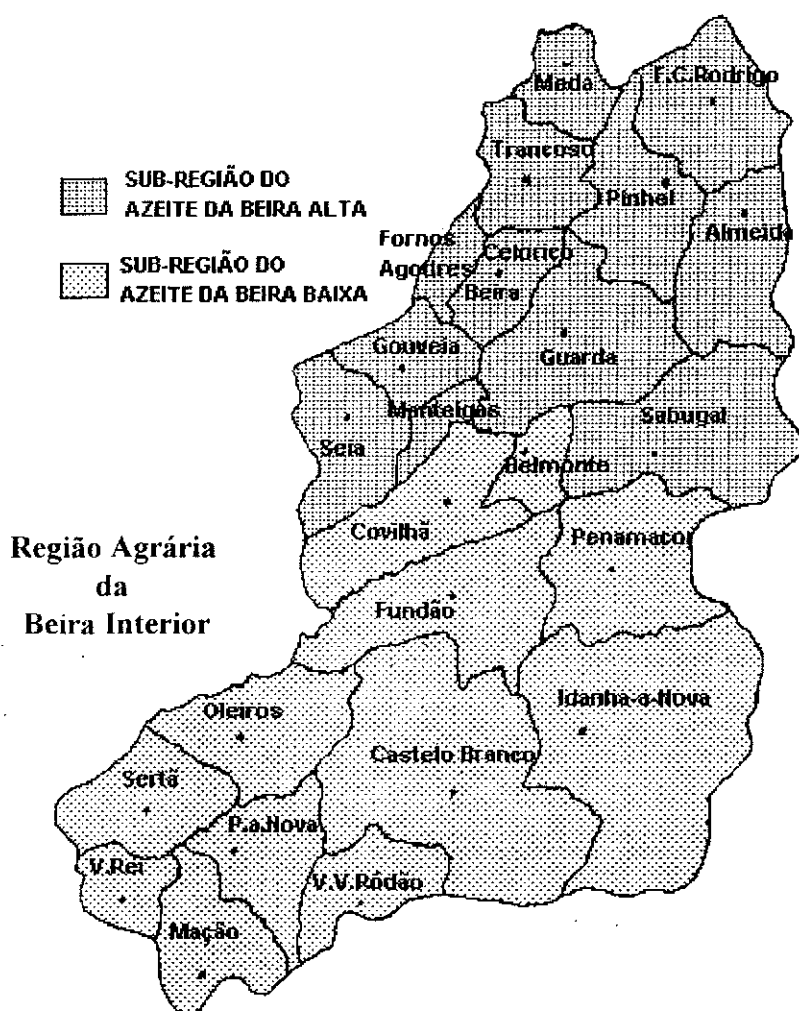 Meda
F.C.Rodrigo
Trancoso
SUB-REGIÃO DO
AZEITE DA BEIRA ALTA
Pinhel
Almeida
Fornos
Agodres
Celorico
Beira
SUB-REGIÃO DO
AZEITE DA BEIRA BAIXA
Gouveia
Guarda
Manteigas
Sabugal
Seia
Belmonte
Covilhã
Penamacor
Região Agrária
da
Beira Interior
Fundão
Idanha-a-Nova
Oleiros
Castelo Branco
Sertã
P.a.Nova
V.Rei
V.V.Ródão
Mação